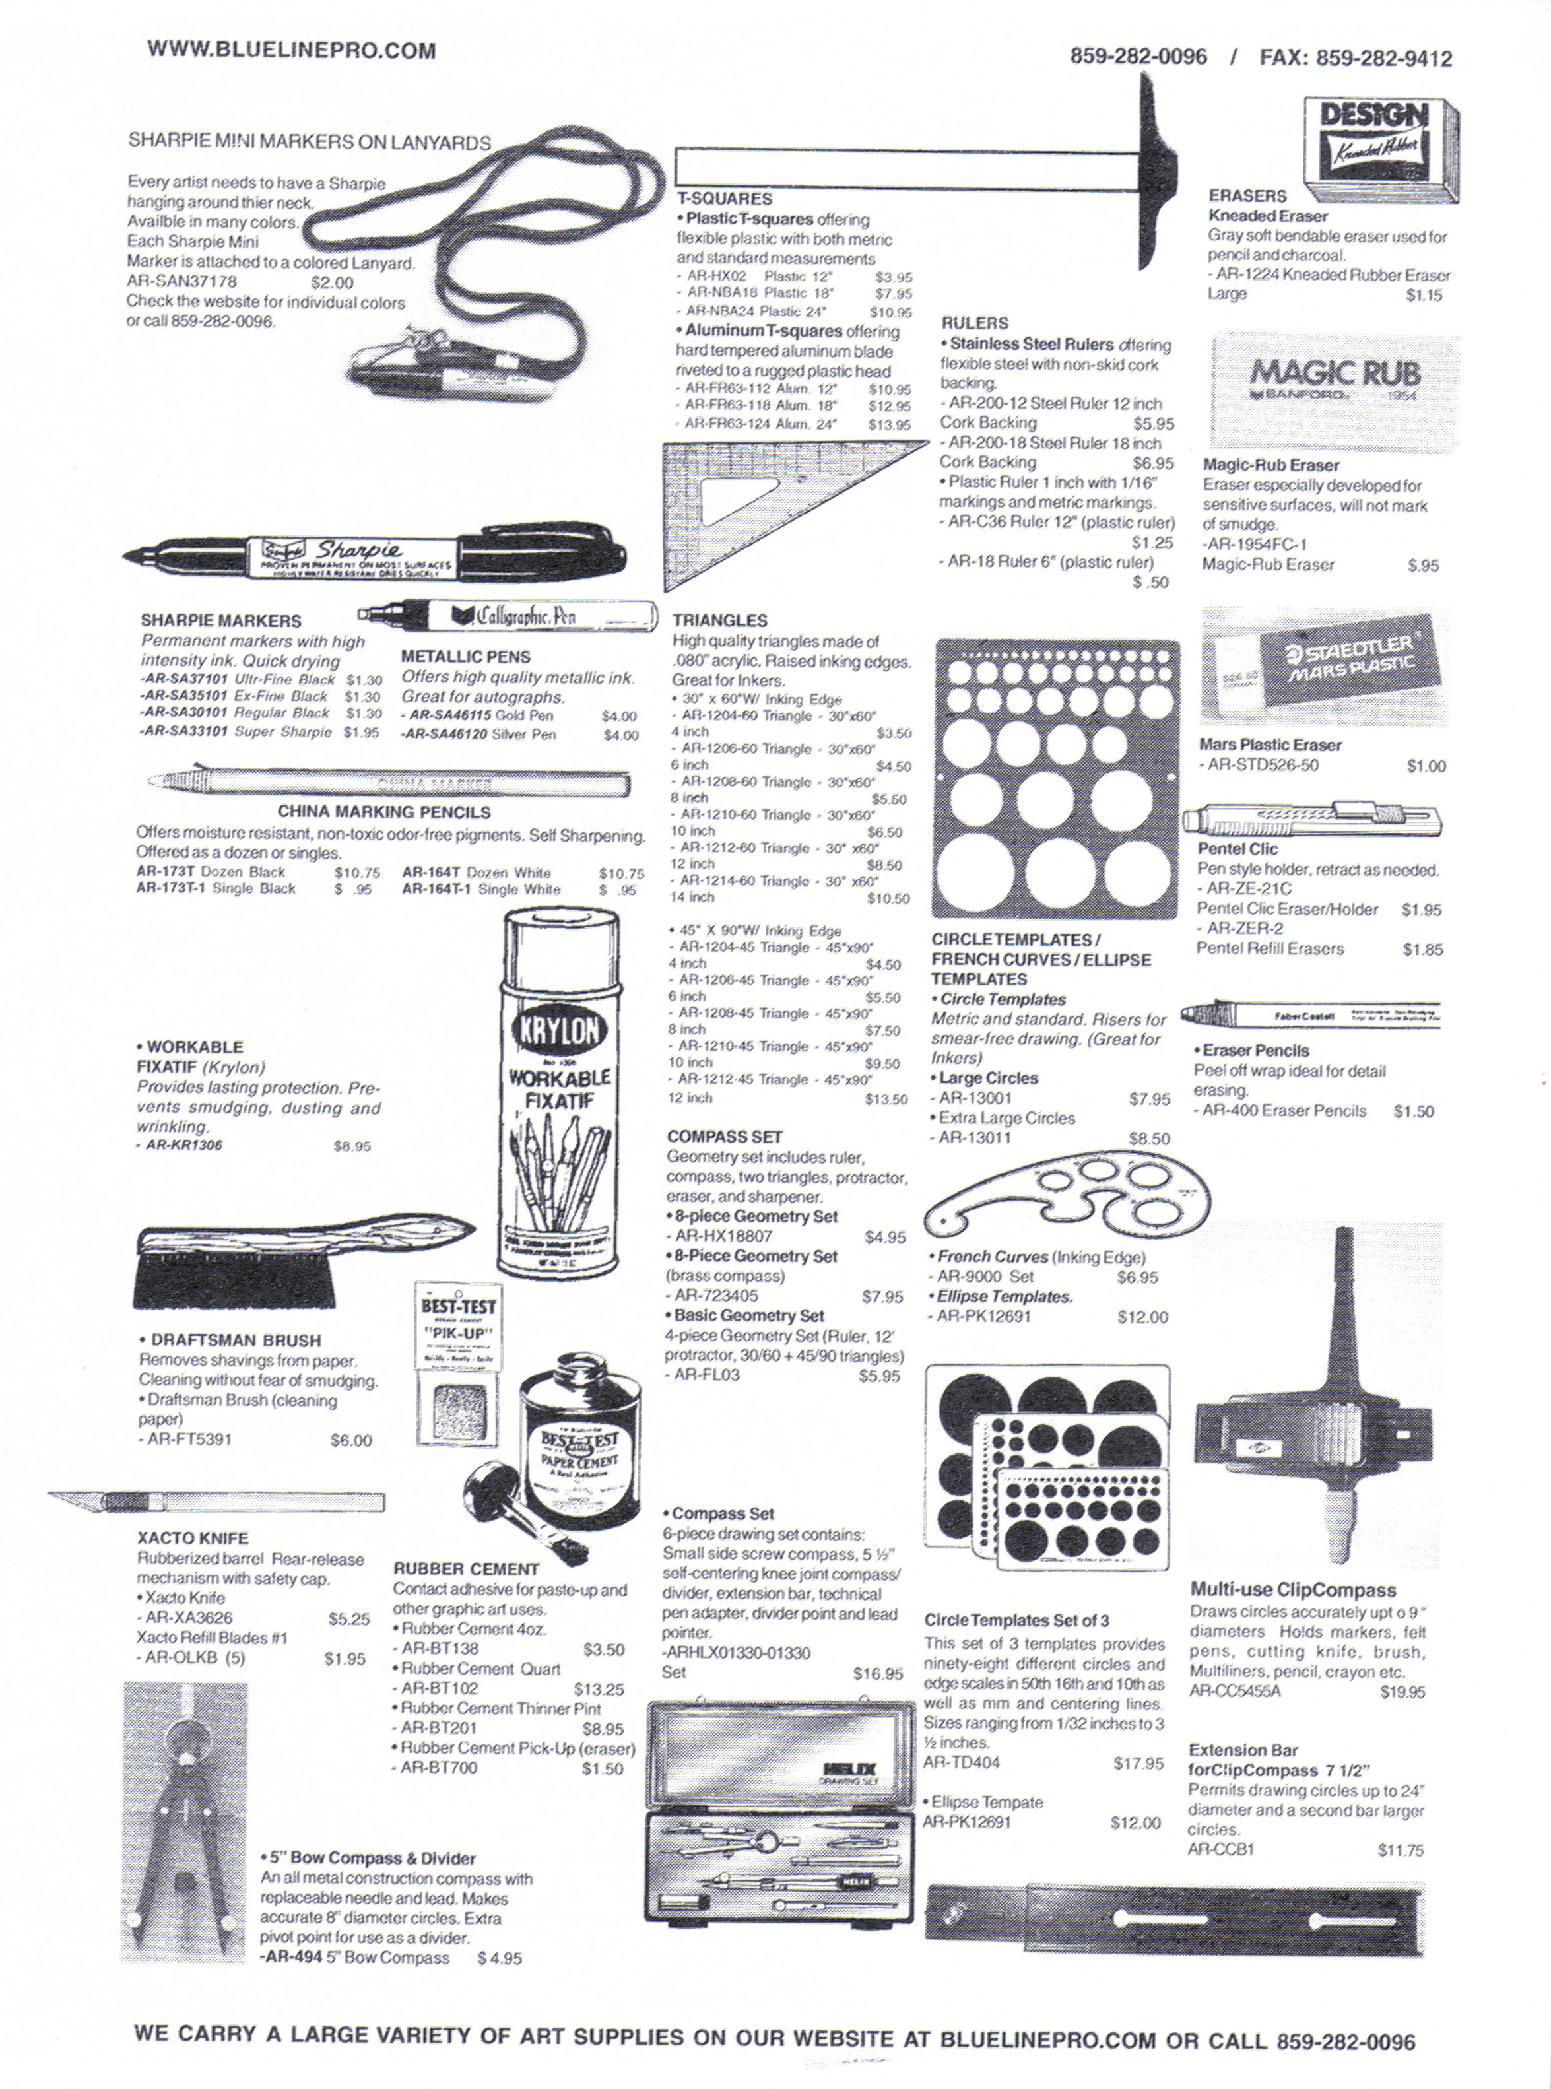 WWW.BLUELINEPRO.COM
859-282-0096 / FAX: 859-282-9412
SHARPIE MINI MARKERS ON LANYARDS
Every artist needs to have a Sharpie
hanging around thier neck.
Availble in many colors.
Each Sharpie Mini
Marker is attached to a colored Lanyard.
AR-SAN37178 $2.00
Check the website for individual colors
or call 859-282-0096.
Sharpie
PROVEN PERMANENT ON MOST SURFACES
HIGHLY WATER RESISTANT DRIES QUICKLY
SHARPIE MARKERS
Permanent markers with high
intensity ink. Quick drying
-AR-SA37101 Ultr-Fine Black $1.30
-AR-SA35101 Ex-Fine Black $1.30
-AR-SA30101 Regular Black $1.30
-AR-SA33101 Super Sharpie $1.95
Calligraphic Pen
METALLIC PENS
Offers high quality metallic ink.
Great for autographs.
- AR-SA46115 Gold Pen $4.00
-AR-SA46120 Silver Pen $4.00
CHINA MARKER
CHINA MARKING PENCILS
Offers moisture resistant, non-toxic odor-free pigments. Self Sharpening.
Offered as a dozen or singles.
AR-173T Dozen Black $10.75 AR-164T Dozen White $10.75
AR-173T-1 Single Black $ .95 AR-164T-1 Single White $ .95
• WORKABLE
FIXATIF (Krylon)
Provides lasting protection. Pre-
vents smudging, dusting and
wrinkling.
- AR-KR1306 $8.95
KRYLON
No 1306
WORKABLE
FIXATIF
• DRAFTSMAN BRUSH
Removes shavings from paper.
Cleaning without fear of smudging.
• Draftsman Brush (cleaning
paper)
- AR-FT5391 $6.00
BEST-TEST
"PIK-UP"
BEST-TEST
PAPER CEMENT
XACTO KNIFE
Rubberized barrel Rear-release
mechanism with safety cap.
• Xacto Knife
- AR-XA3626 $5.25
Xacto Refill Blades #1
- AR-OLKB (5) $1.95
RUBBER CEMENT
Contact adhesive for paste-up and
other graphic art uses.
• Rubber Cement 4oz.
- AR-BT138 $3.50
• Rubber Cement Quart
- AR-BT102 $13.25
• Rubber Cement Thinner Pint
- AR-BT201 $8.95
• Rubber Cement Pick-Up (eraser)
- AR-BT700 $1.50
• 5" Bow Compass & Divider
An all metal construction compass with
replaceable needle and lead. Makes
accurate 8" diameter circles. Extra
pivot point for use as a divider.
-AR-494 5" Bow Compass $ 4.95
T-SQUARES
• Plastic T-squares offering
flexible plastic with both metric
and standard measurements
- AR-HX02 Plastic 12" $3.95
- AR-NBA18 Plastic 18" $7.95
- AR-NBA24 Plastic 24" $10.95
• Aluminum T-squares offering
hard tempered aluminum blade
riveted to a rugged plastic head
- AR-FR63-112 Alum. 12" $10.95
- AR-FR63-118 Alum. 18" $12.95
- AR-FR63-124 Alum. 24" $13.95
TRIANGLES
High quality triangles made of
.080" acrylic. Raised inking edges.
Great for Inkers.
• 30" x 60"W/ Inking Edge
- AR-1204-60 Triangle - 30"x60"
4 inch $3.50
- AR-1206-60 Triangle - 30"x60"
6 inch $4.50
- AR-1208-60 Triangle - 30"x60"
8 inch $5.50
- AR-1210-60 Triangle - 30"x60"
10 inch $6.50
- AR-1212-60 Triangle - 30" x60"
12 inch $8.50
- AR-1214-60 Triangle - 30" x60"
14 inch $10.50
• 45" X 90"W/ Inking Edge
- AR-1204-45 Triangle - 45"x90"
4 inch $4.50
- AR-1206-45 Triangle - 45"x90"
6 inch $5.50
- AR-1208-45 Triangle - 45"x90"
8 inch $7.50
- AR-1210-45 Triangle - 45"x90"
10 inch $9.50
- AR-1212-45 Triangle - 45"x90"
12 inch $13.50
COMPASS SET
Geometry set includes ruler,
compass, two triangles, protractor,
eraser, and sharpener.
• 8-piece Geometry Set
- AR-HX18807 $4.95
• 8-Piece Geometry Set
(brass compass)
- AR-723405 $7.95
• Basic Geometry Set
4-piece Geometry Set (Ruler, 12'
protractor, 30/60 + 45/90 triangles)
- AR-FL03 $5.95
• Compass Set
6-piece drawing set contains:
Small side screw compass, 5 ½"
self-centering knee joint compass/
divider, extension bar, technical
pen adapter, divider point and lead
pointer.
-ARHLX01330-01330
Set $16.95
HELIX
DRAWING SET
HELIX
RULERS
• Stainless Steel Rulers offering
flexible steel with non-skid cork
backing.
- AR-200-12 Steel Ruler 12 inch
Cork Backing $5.95
- AR-200-18 Steel Ruler 18 inch
Cork Backing $6.95
• Plastic Ruler 1 inch with 1/16"
markings and metric markings.
- AR-C36 Ruler 12" (plastic ruler)
$1.25
- AR-18 Ruler 6" (plastic ruler)
$ .50
CIRCLE TEMPLATES /
FRENCH CURVES / ELLIPSE
TEMPLATES
• Circle Templates
Metric and standard. Risers for
smear-free drawing. (Great for
Inkers)
• Large Circles
- AR-13001 $7.95
• Extra Large Circles
- AR-13011 $8.50
• French Curves (Inking Edge)
- AR-9000 Set $6.95
• Ellipse Templates.
- AR-PK12691 $12.00
Circle Templates Set of 3
This set of 3 templates provides
ninety-eight different circles and
edge scales in 50th 16th and 10th as
well as mm and centering lines.
Sizes ranging from 1/32 inches to 3
½ inches.
AR-TD404 $17.95
• Ellipse Tempate
AR-PK12691 $12.00
DESIGN
Kneaded Rubber
ERASERS
Kneaded Eraser
Gray soft bendable eraser used for
pencil and charcoal.
- AR-1224 Kneaded Rubber Eraser
Large $1.15
MAGIC RUB
SANFORD 1954
Magic-Rub Eraser
Eraser especially developed for
sensitive surfaces, will not mark
of smudge.
-AR-1954FC-1
Magic-Rub Eraser $.95
STAEDTLER
MARS PLASTIC
Mars Plastic Eraser
- AR-STD526-50 $1.00
Pentel Clic
Pen style holder, retract as needed.
- AR-ZE-21C
Pentel Clic Eraser/Holder $1.95
- AR-ZER-2
Pentel Refill Erasers $1.85
Faber Castell
• Eraser Pencils
Peel off wrap ideal for detail
erasing.
- AR-400 Eraser Pencils $1.50
Multi-use ClipCompass
Draws circles accurately upt o 9"
diameters Holds markers, felt
pens, cutting knife, brush,
Multiliners, pencil, crayon etc.
AR-CC5455A $19.95
Extension Bar
forClipCompass 7 1/2"
Permits drawing circles up to 24"
diameter and a second bar larger
circles.
AR-CCB1 $11.75
WE CARRY A LARGE VARIETY OF ART SUPPLIES ON OUR WEBSITE AT BLUELINEPRO.COM OR CALL 859-282-0096